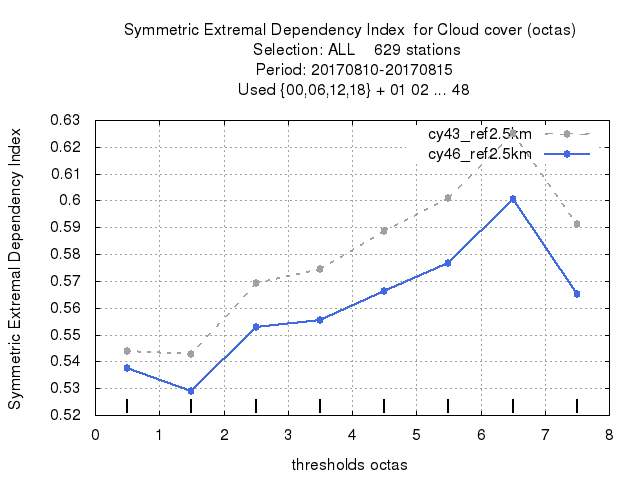 Symmetric Extremal Dependency Index  for Cloud cover (octas)
Selection: ALL    629 stations
Period: 20170810-20170815
Used {00,06,12,18} + 01 02 ... 48
Symmetric Extremal Dependency Index
0.63
0.62
0.61
0.6
0.59
0.58
0.57
0.56
0.55
0.54
0.53
0.52
cy43_ref2.5km
cy46_ref2.5km
0 1 2 3 4 5 6 7 8
thresholds octas